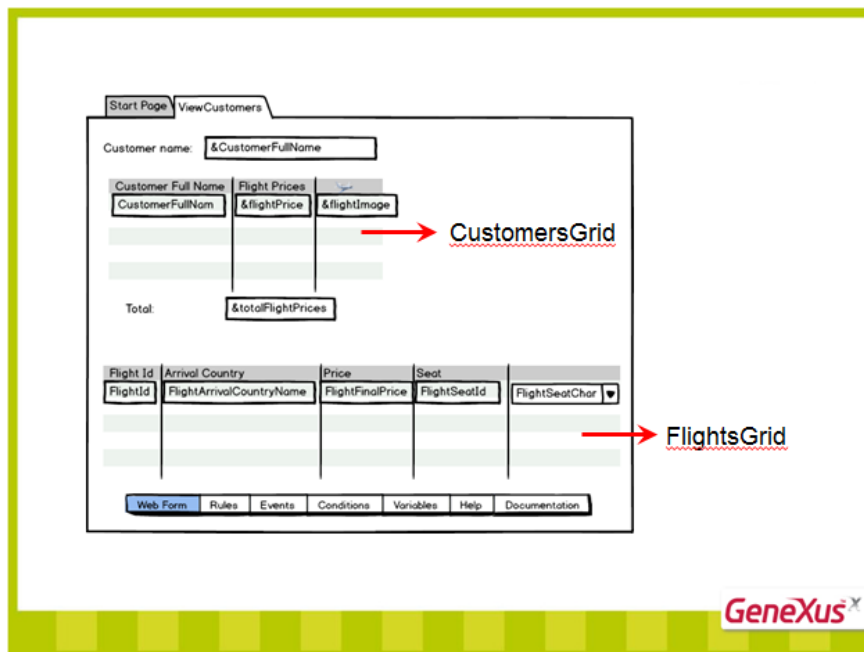 Start Page ViewCustomers
Customer name: &CustomerFullName
Customer Full Name Flight Prices
CustomerFullNam &flightPrice &flightImage
CustomersGrid
Total: &totalFlightPrices
Flight Id Arrival Country Price Seat
FlightId FlightArrivalCountryName FlightFinalPrice FlightSeatId FlightSeatChar
FlightsGrid
Web Form Rules Events Conditions Variables Help Documentation
GeneXus X